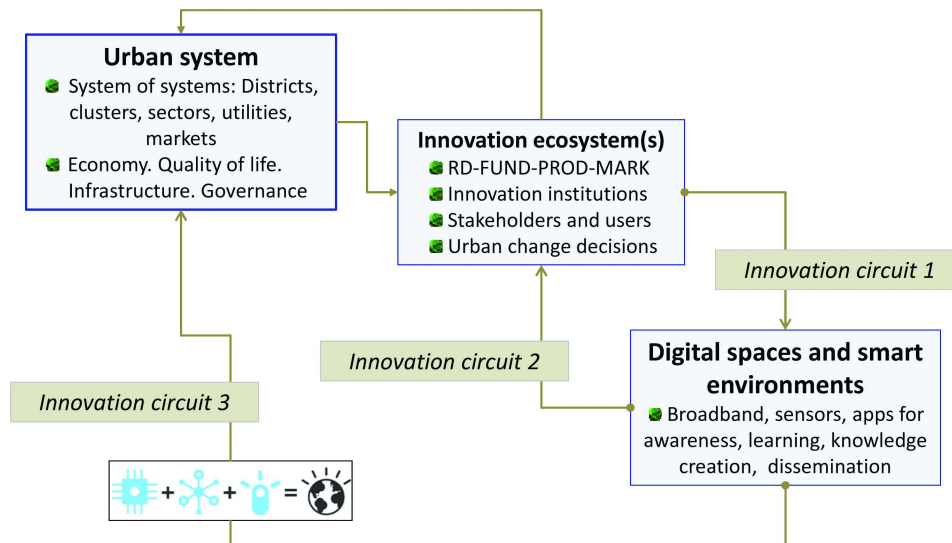 Urban system
System of systems: Districts,
clusters, sectors, utilities,
markets
Economy. Quality of life.
Infrastructure. Governance
Innovation ecosystem(s)
RD-FUND-PROD-MARK
Innovation institutions
Stakeholders and users
Urban change decisions
Innovation circuit 1
Innovation circuit 2
Digital spaces and smart
environments
Broadband, sensors, apps for
awareness, learning, knowledge
creation, dissemination
Innovation circuit 3
+ + =